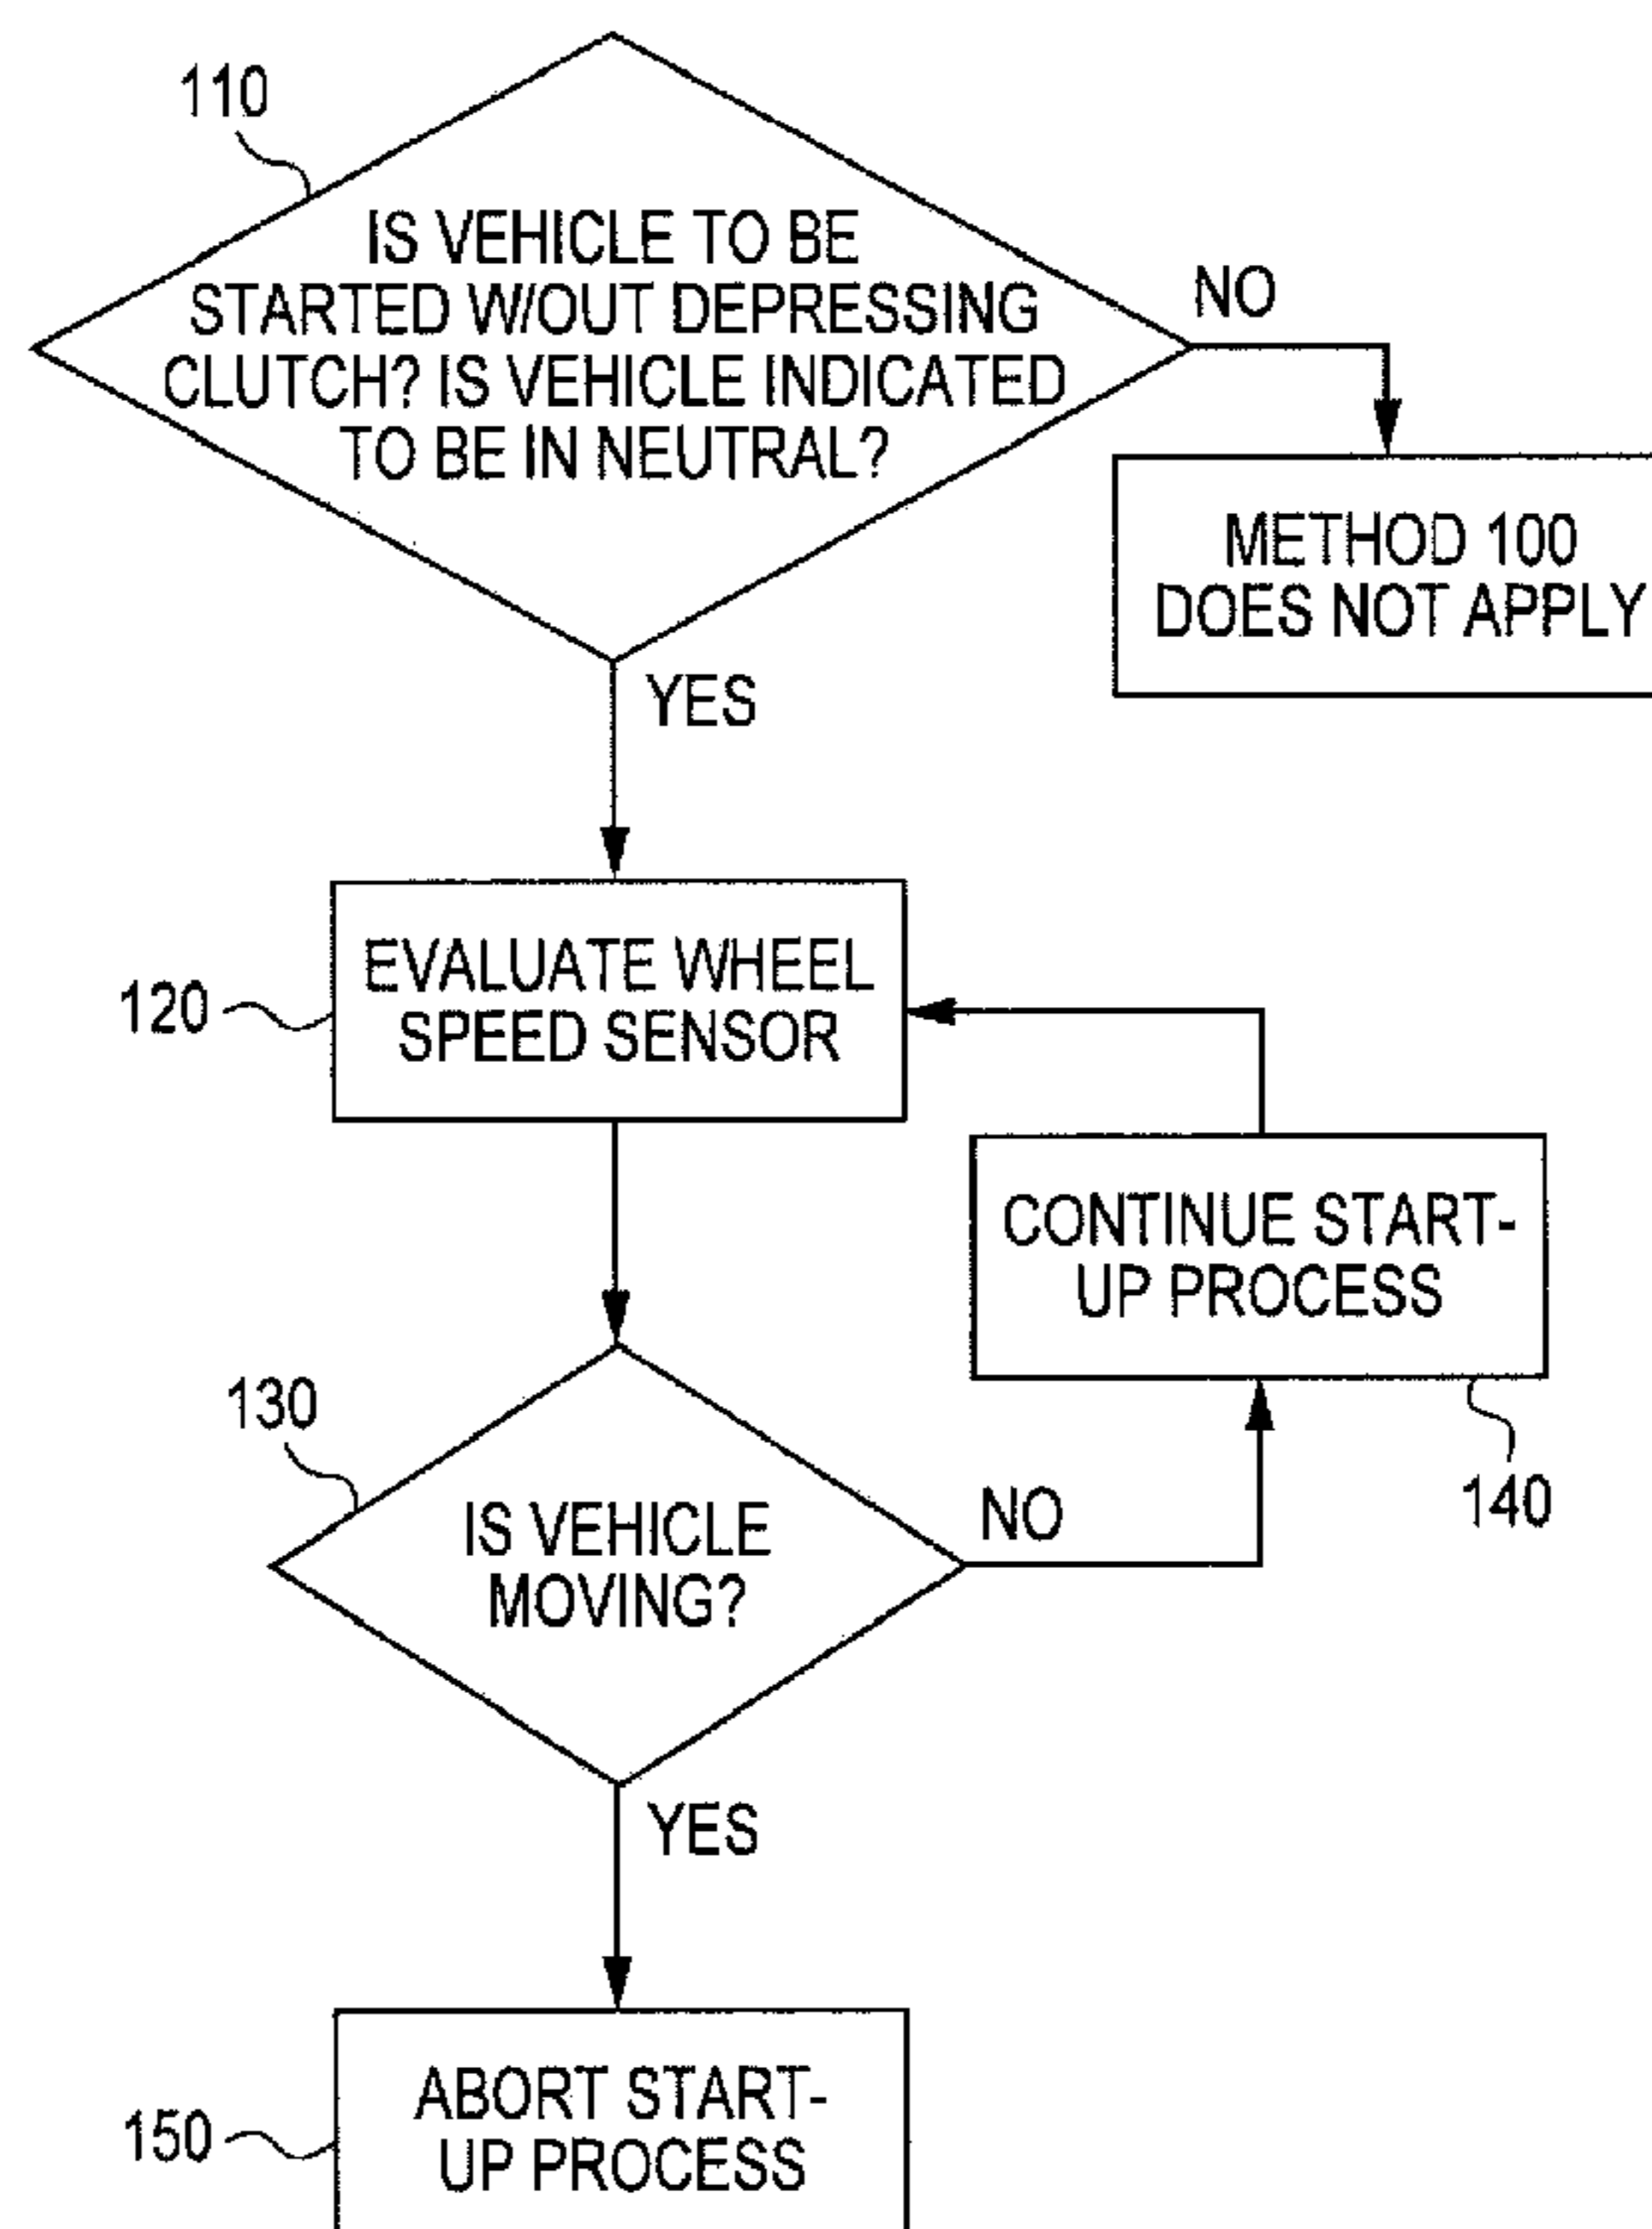 110
IS VEHICLE TO BE
STARTED W/OUT DEPRESSING
CLUTCH? IS VEHICLE INDICATED
TO BE IN NEUTRAL?
NO
METHOD 100
DOES NOT APPLY
YES
120
EVALUATE WHEEL
SPEED SENSOR
CONTINUE START-
UP PROCESS
140
130
IS VEHICLE
MOVING?
NO
YES
150
ABORT START-
UP PROCESS